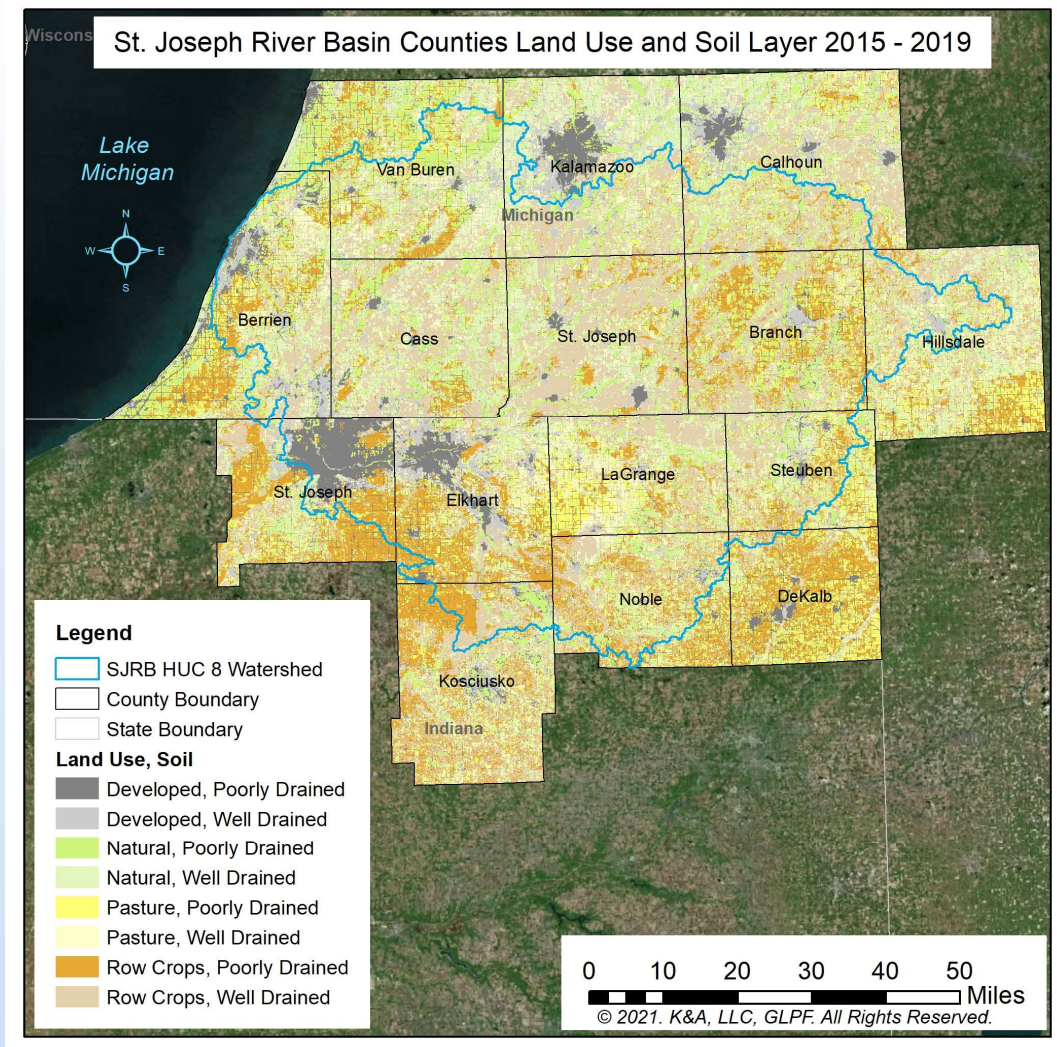 St. Joseph River Basin Counties Land Use and Soil Layer 2015 - 2019
Wiscons
Lake
Michigan
N
W E
S
Van Buren
Kalamazoo
Calhoun
Michigan
Berrien
Cass
St. Joseph
Branch
Hillsdale
St. Joseph
Elkhart
LaGrange
Steuben
Noble
DeKalb
Kosciusko
Indiana
Legend
SJRB HUC 8 Watershed
County Boundary
State Boundary
Land Use, Soil
Developed, Poorly Drained
Developed, Well Drained
Natural, Poorly Drained
Natural, Well Drained
Pasture, Poorly Drained
Pasture, Well Drained
Row Crops, Poorly Drained
Row Crops, Well Drained
0 10 20 30 40 50
Miles
© 2021. K&A, LLC, GLPF. All Rights Reserved.